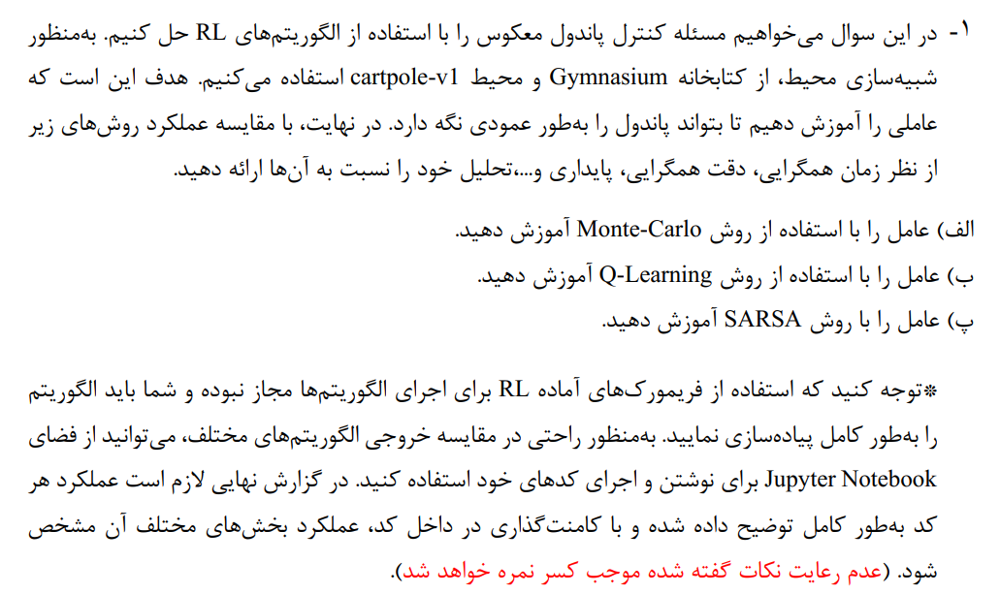 ۱- در این سوال می‌خواهیم مسئله کنترل پاندول معکوس را با استفاده از الگوریتم‌های RL حل کنیم. به‌منظور
شبیه‌سازی محیط، از کتابخانه Gymnasium و محیط cartpole-v1 استفاده می‌کنیم. هدف این است که
عاملی را آموزش دهیم تا بتواند پاندول را به‌طور عمودی نگه دارد. در نهایت، با مقایسه عملکرد روش‌های زیر
از نظر زمان همگرایی، دقت همگرایی، پایداری و...،تحلیل خود را نسبت به آن‌ها ارائه دهید.
الف) عامل را با استفاده از روش Monte-Carlo آموزش دهید.
ب) عامل را با استفاده از روش Q-Learning آموزش دهید.
پ) عامل را با روش SARSA آموزش دهید.
*توجه کنید که استفاده از فریمورک‌های آماده RL برای اجرای الگوریتم‌ها مجاز نبوده و شما باید الگوریتم
را به‌طور کامل پیاده‌سازی نمایید. به‌منظور راحتی در مقایسه خروجی الگوریتم‌های مختلف، می‌توانید از فضای
Jupyter Notebook برای نوشتن و اجرای کدهای خود استفاده کنید. در گزارش نهایی لازم است عملکرد هر
کد به‌طور کامل توضیح داده شده و با کامنت‌گذاری در داخل کد، عملکرد بخش‌های مختلف آن مشخص
شود. (عدم رعایت نکات گفته شده موجب کسر نمره خواهد شد).